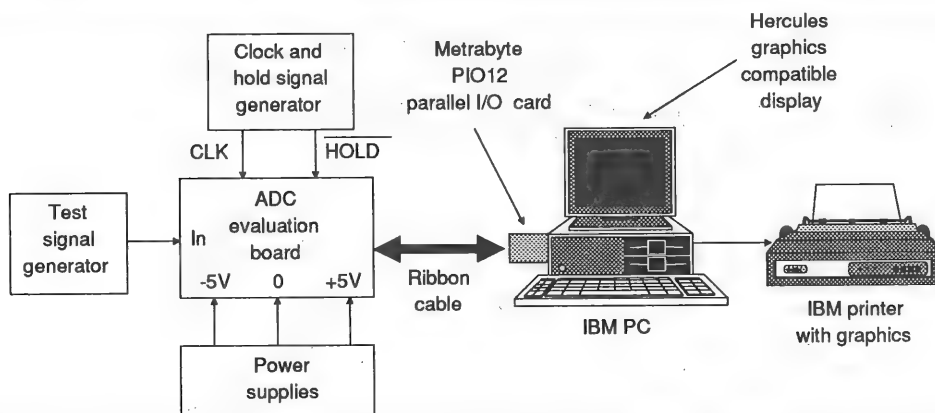 Clock and
hold signal
generator
Metrabyte
PIO12
parallel I/O card
Hercules
graphics
compatible
display
CLK
HOLD
Test
signal
generator
ADC
evaluation
board
In
-5V 0 +5V
Ribbon
cable
IBM PC
IBM printer
with graphics
Power
supplies